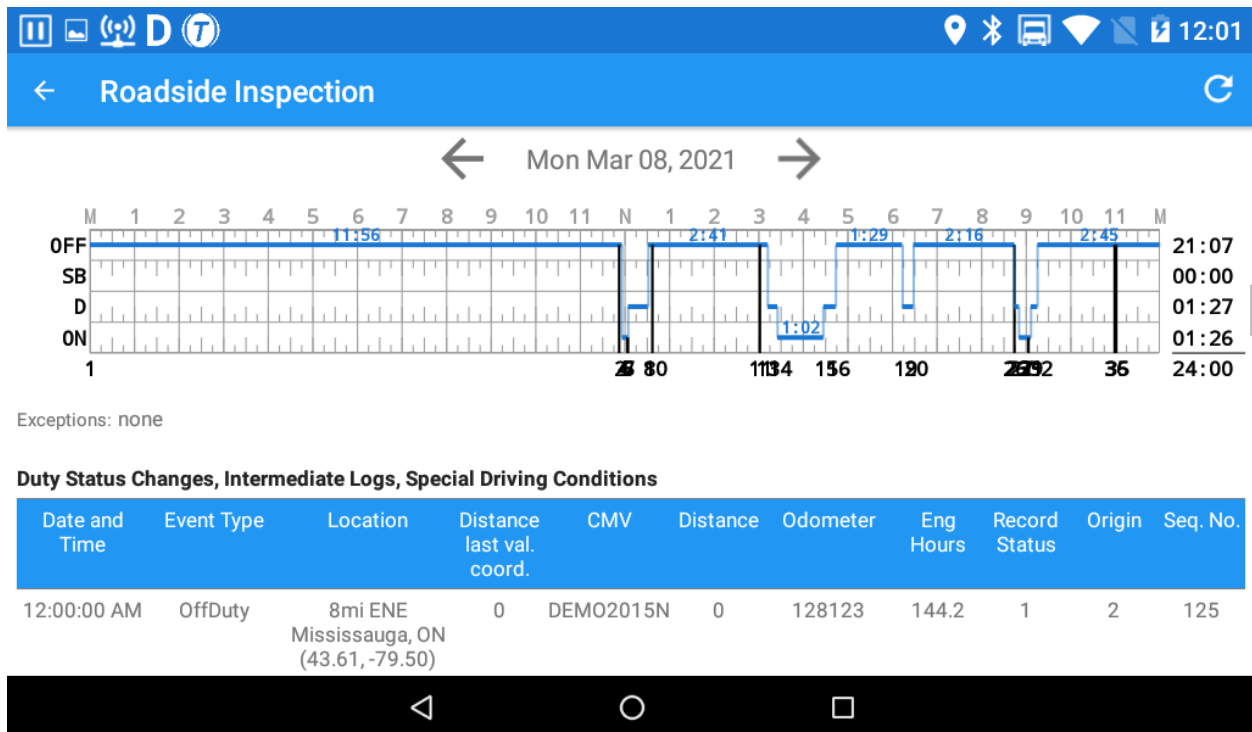 12:01
Roadside Inspection
Mon Mar 08, 2021
M 1 2 3 4 5 6 7 8 9 10 11 N 1 2 3 4 5 6 7 8 9 10 11 M
OFF 11:56 2:41 1:29 2:16 2:45 21:07
SB 00:00
D 01:27
ON 1:02 01:26
1 24:00
Exceptions: none
Duty Status Changes, Intermediate Logs, Special Driving Conditions
Date and Event Type Location Distance CMV Distance Odometer Eng Record Origin Seq. No.
Time last val. Hours Status
coord.
12:00:00 AM OffDuty 8mi ENE 0 DEMO2015N 0 128123 144.2 1 2 125
Mississauga, ON
(43.61, -79.50)